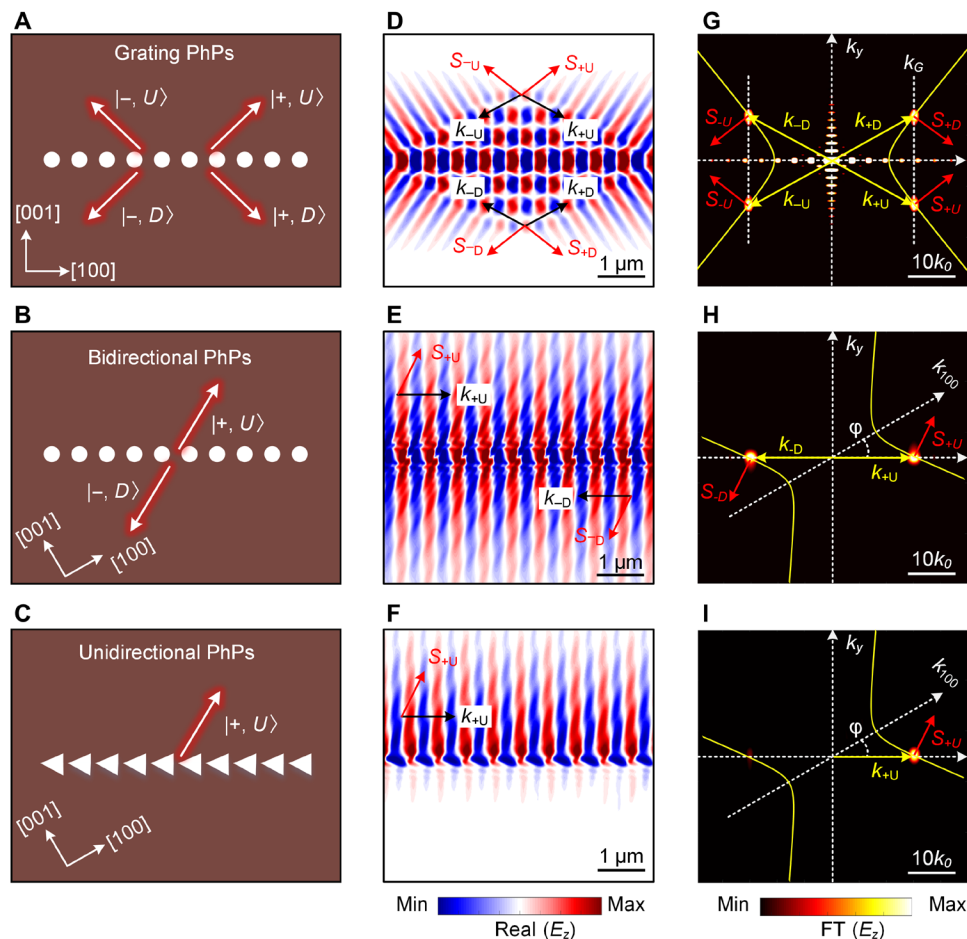 A
Grating PhPs
|−, U⟩
|+, U⟩
|−, D⟩
|+, D⟩
[001]
[100]
D
S−U
S+U
k−U
k+U
k−D
k+D
S−D
S+D
1 μm
G
ky
kG
S-U
k−D
k+D
S+D
S-U
k−U
k+U
S+U
10k0
B
Bidirectional PhPs
|+, U⟩
|−, D⟩
[001]
[100]
E
S+U
k+U
k−D
S−D
1 μm
H
ky
k100
φ
S+U
k-D
k+U
S-D
10k0
C
Unidirectional PhPs
|+, U⟩
[001]
[100]
F
S+U
k+U
1 μm
I
ky
k100
φ
S+U
k+U
10k0
Min Max
Real (Ez)
Min Max
FT (Ez)